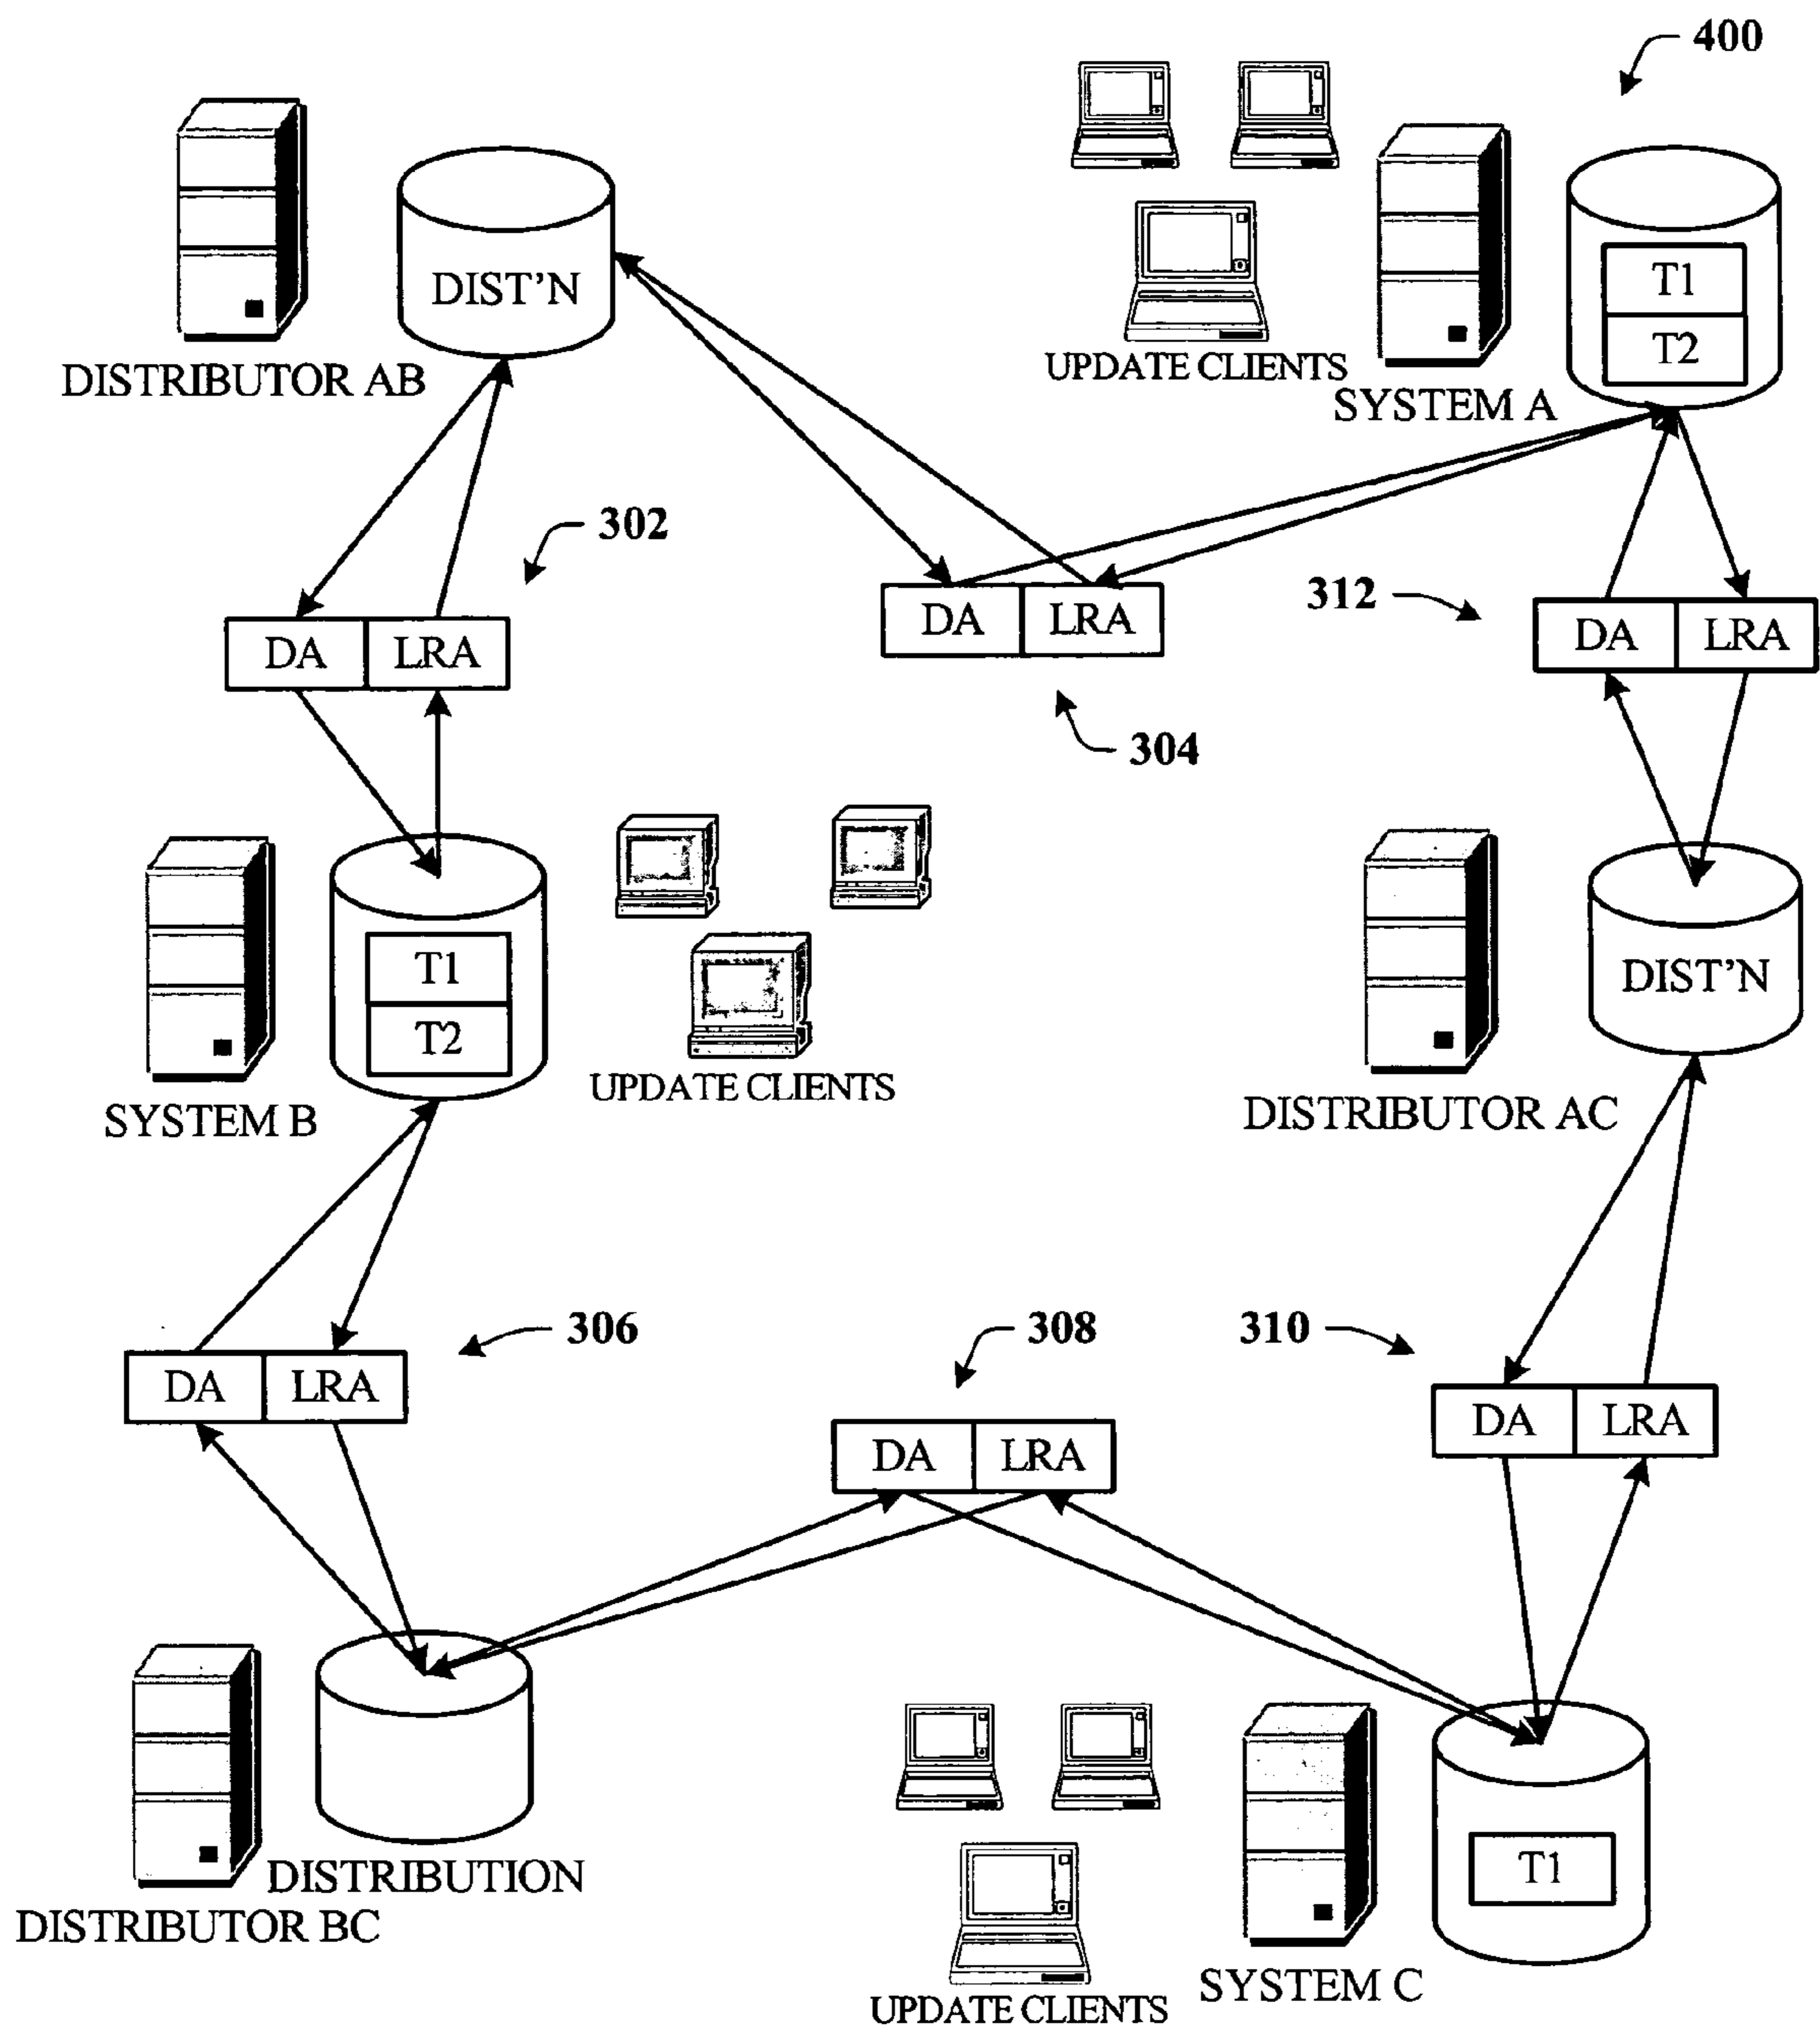 400
DIST'N
T1
T2
DISTRIBUTOR AB
UPDATE CLIENTS
SYSTEM A
302
DA LRA
DA LRA
312
DA LRA
304
T1
T2
DIST'N
UPDATE CLIENTS
SYSTEM B
DISTRIBUTOR AC
306
308
310
DA LRA
DA LRA
DA LRA
T1
DISTRIBUTION
DISTRIBUTOR BC
SYSTEM C
UPDATE CLIENTS